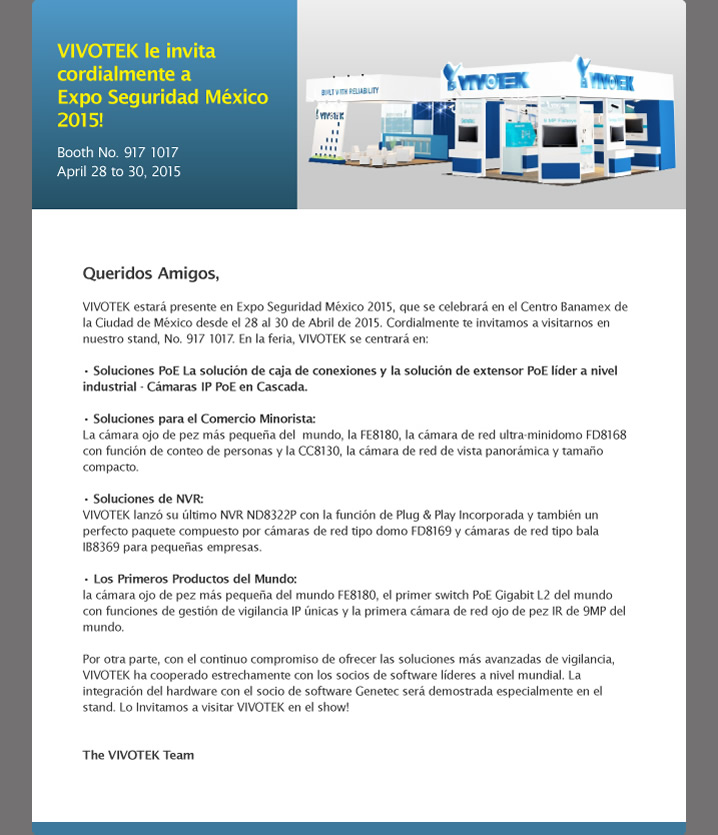 VIVOTEK le invita
cordialmente a
Expo Seguridad México
2015!
Booth No. 917 1017
April 28 to 30, 2015
BUILT WITH RELIABILITY
VIVOTEK
VIVOTEK
VIVOTEK
Queridos Amigos,
VIVOTEK estará presente en Expo Seguridad México 2015, que se celebrará en el Centro Banamex de
la Ciudad de México desde el 28 al 30 de Abril de 2015. Cordialmente te invitamos a visitarnos en
nuestro stand, No. 917 1017. En la feria, VIVOTEK se centrará en:
• Soluciones PoE La solución de caja de conexiones y la solución de extensor PoE líder a nivel
industrial - Cámaras IP PoE en Cascada.
• Soluciones para el Comercio Minorista:
La cámara ojo de pez más pequeña del  mundo, la FE8180, la cámara de red ultra-minidomo FD8168
con función de conteo de personas y la CC8130, la cámara de red de vista panorámica y tamaño
compacto.
• Soluciones de NVR:
VIVOTEK lanzó su último NVR ND8322P con la función de Plug & Play Incorporada y también un
perfecto paquete compuesto por cámaras de red tipo domo FD8169 y cámaras de red tipo bala
IB8369 para pequeñas empresas.
• Los Primeros Productos del Mundo:
la cámara ojo de pez más pequeña del mundo FE8180, el primer switch PoE Gigabit L2 del mundo
con funciones de gestión de vigilancia IP únicas y la primera cámara de red ojo de pez IR de 9MP del
mundo.
Por otra parte, con el continuo compromiso de ofrecer las soluciones más avanzadas de vigilancia,
VIVOTEK ha cooperado estrechamente con los socios de software líderes a nivel mundial. La
integración del hardware con el socio de software Genetec será demostrada especialmente en el
stand. Lo Invitamos a visitar VIVOTEK en el show!
The VIVOTEK Team